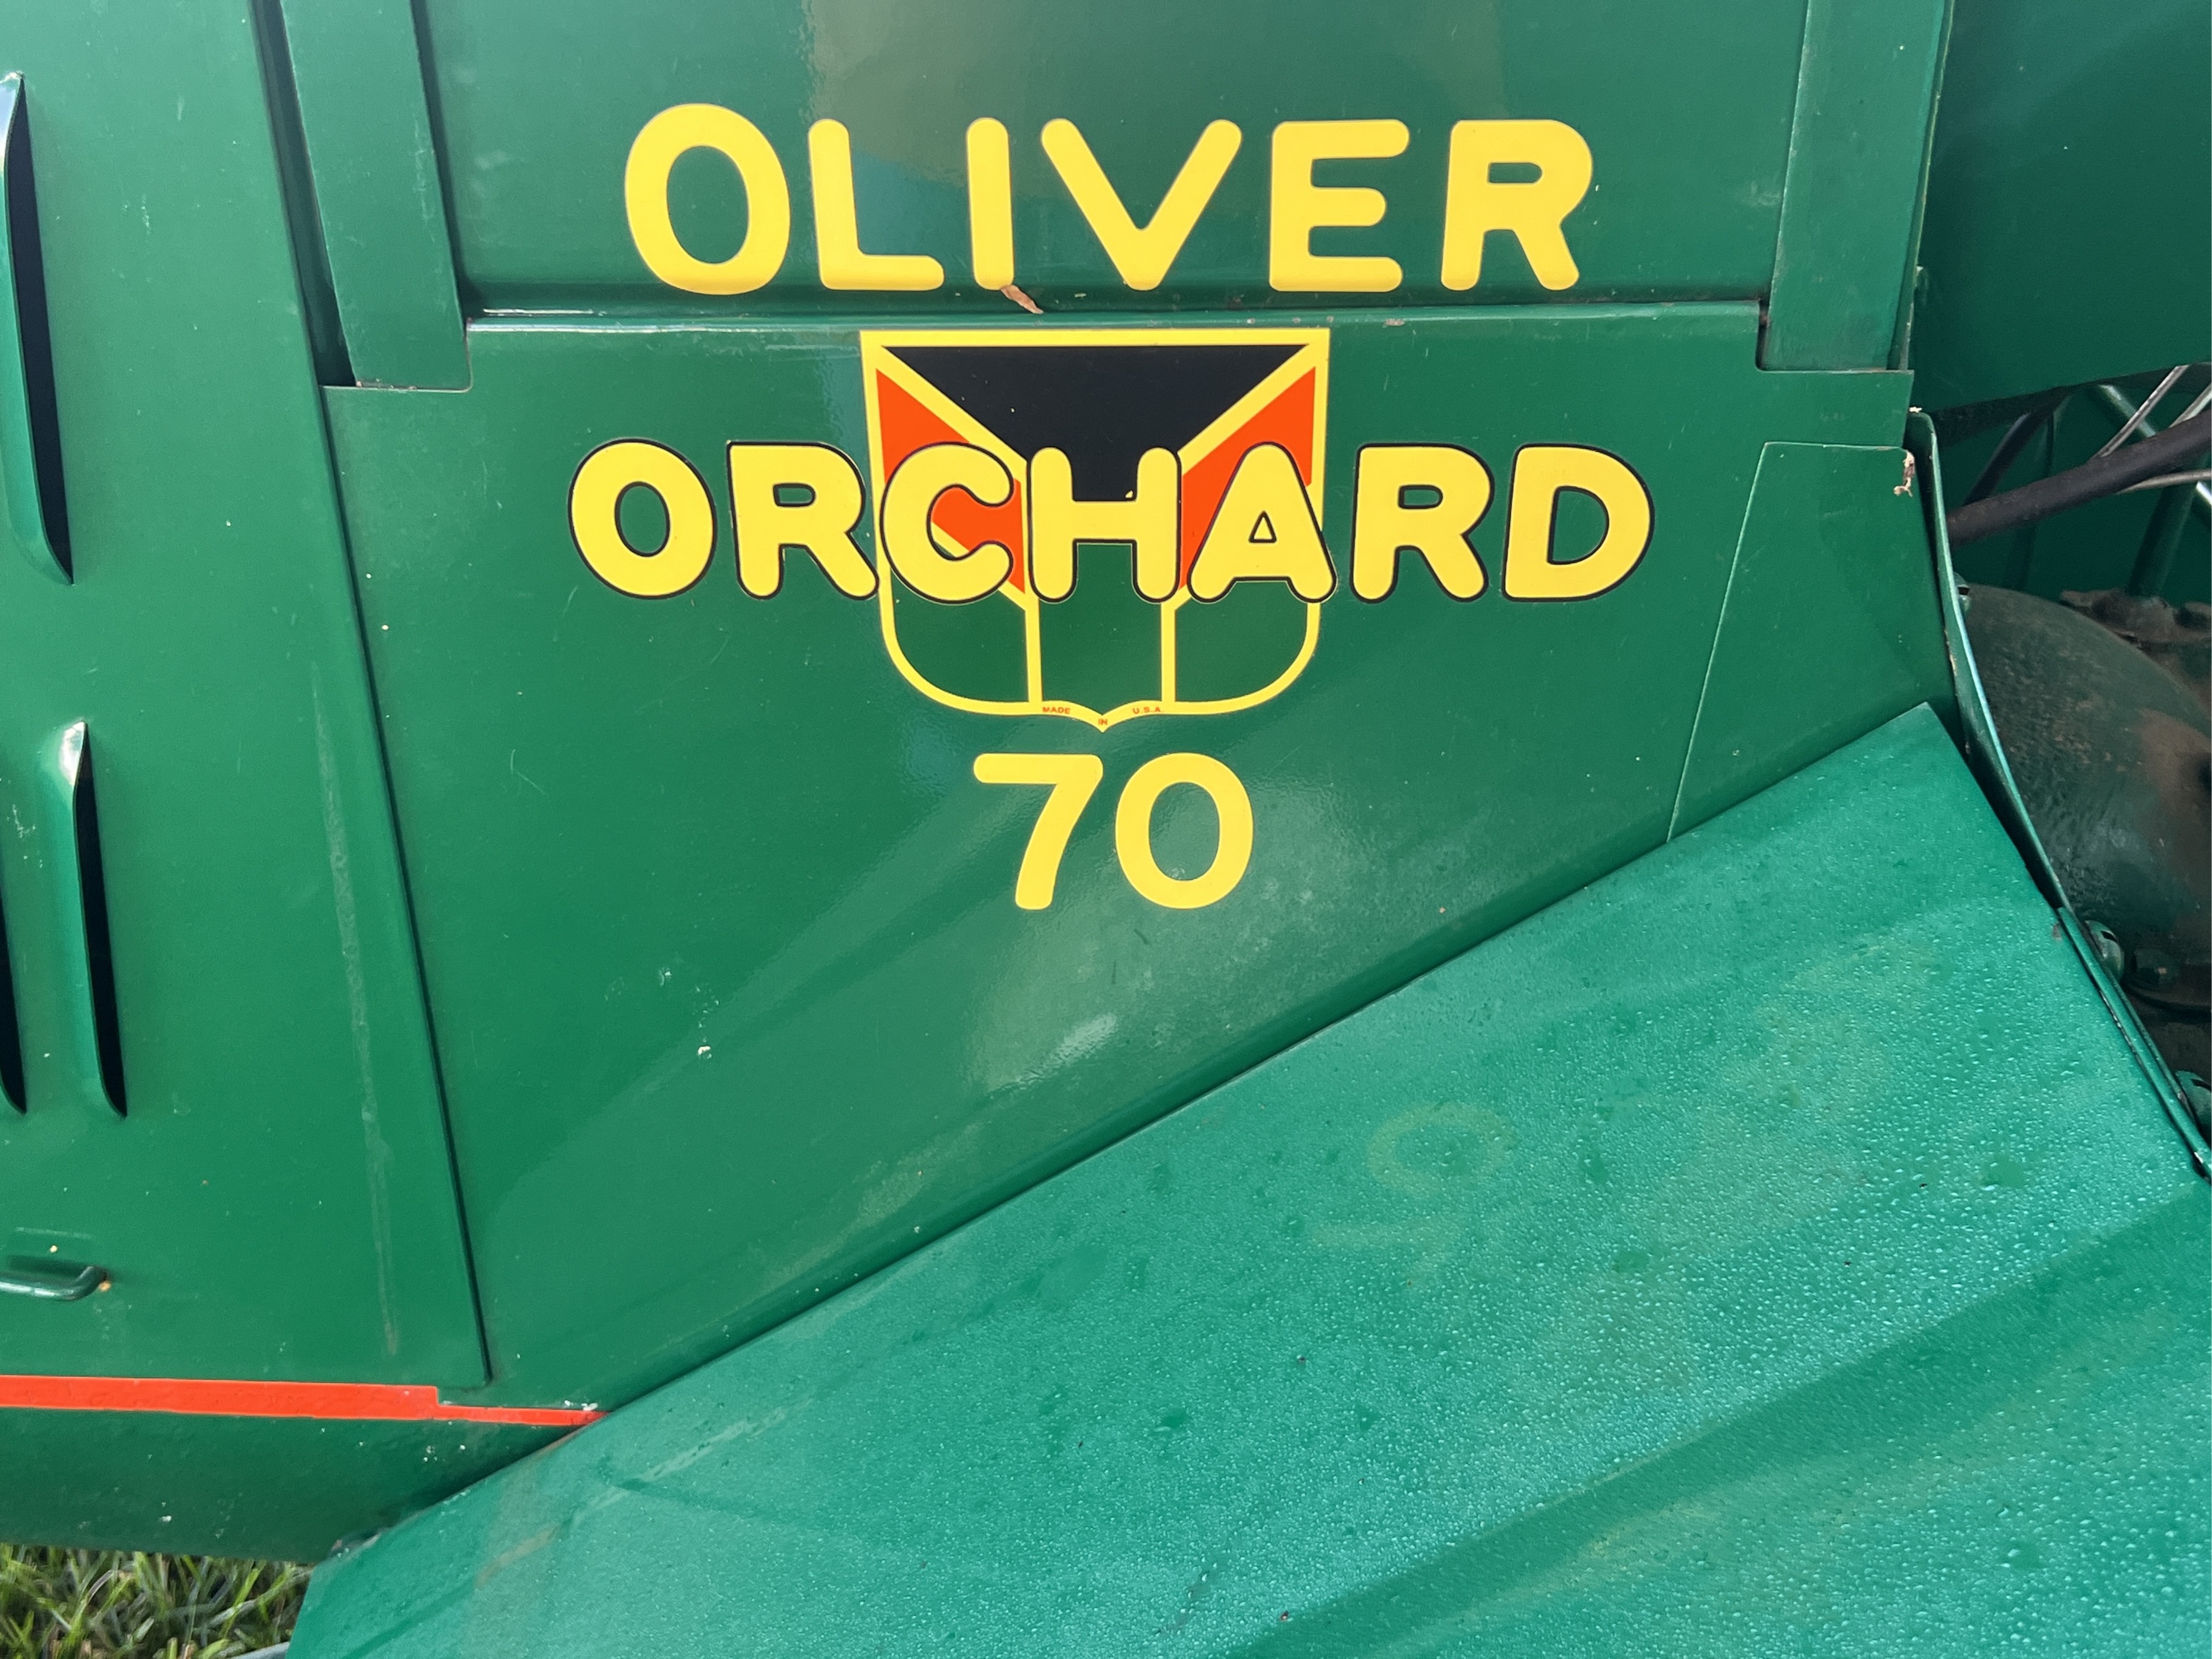 OLIVER
ORCHARD
MADE IN U.S.A.
70